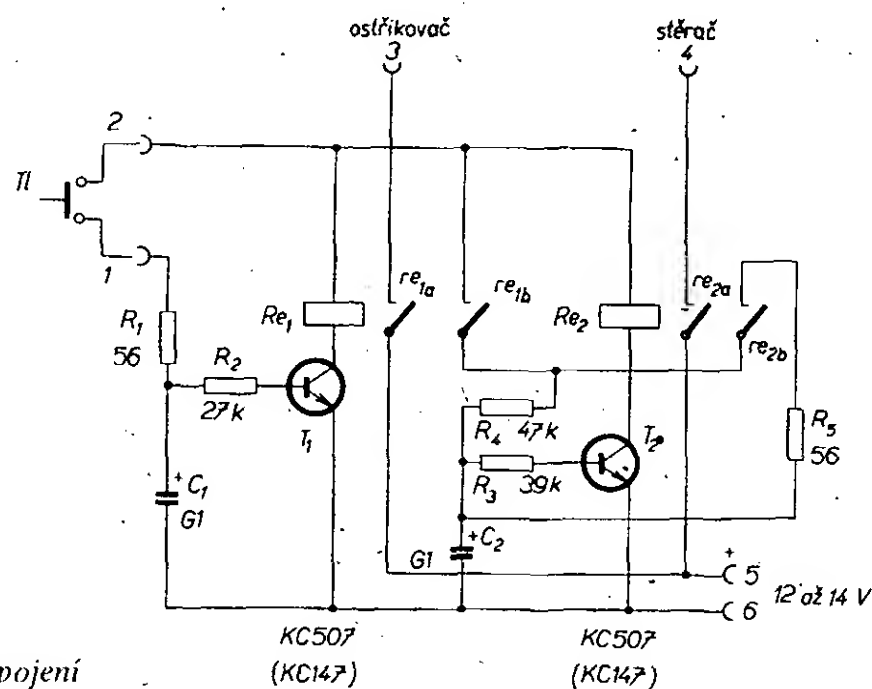 ostřikovač
3
stěrač
4
2
Tl
1
R1
56
R2
27k
Re1
T1
+ C1
G1
re1a
re1b
Re2
re2a
re2b
R4
47k
R3
39k
T2
R5
56
G1
+ C2
+
5
6
12 až 14 V
KC507
(KC147)
KC507
(KC147)
pojení